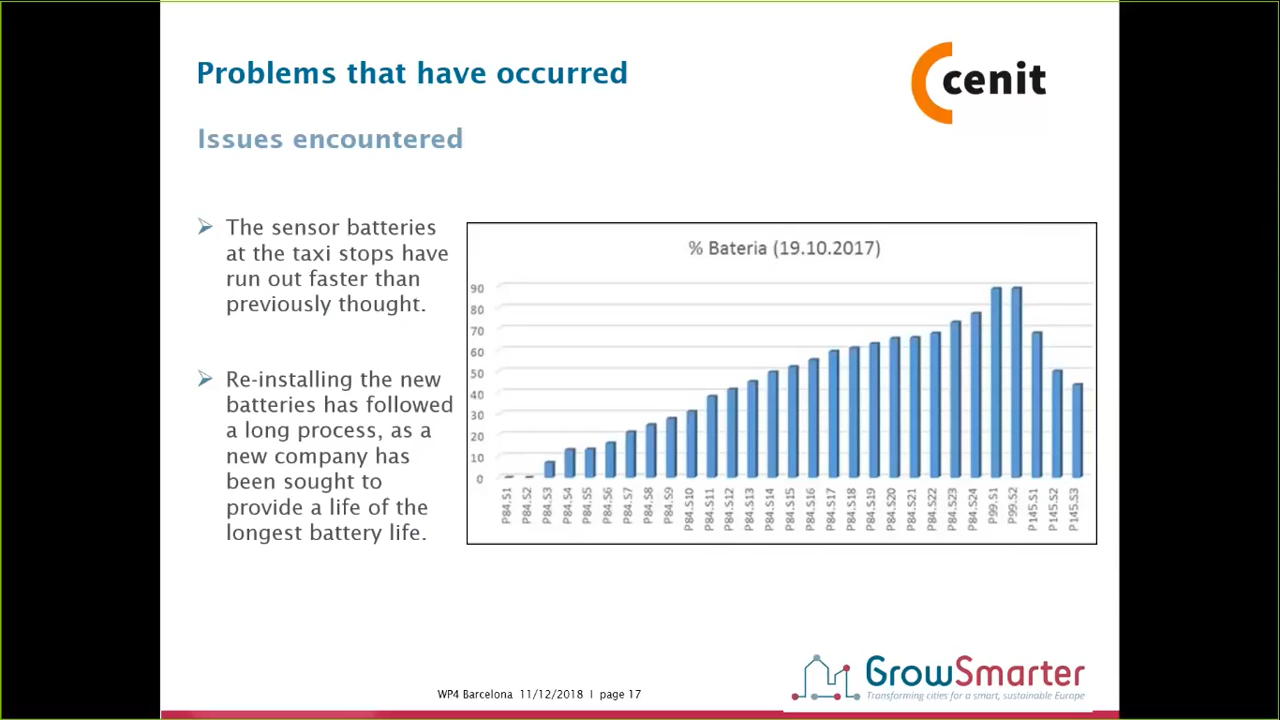 Problems that have occurred
cenit
Issues encountered
The sensor batteries
at the taxi stops have
run out faster than
previously thought.
Re-installing the new
batteries has followed
a long process, as a
new company has
been sought to
provide a life of the
longest battery life.
% Bateria (19.10.2017)
90
80
70
60
50
40
30
20
10
0
P84.S1
P84.S2
P84.S3
P84.S4
P84.S5
P84.S6
P84.S7
P84.S8
P84.S9
P84.S10
P84.S11
P84.S12
P84.S13
P84.S14
P84.S15
P84.S16
P84.S17
P84.S18
P84.S19
P84.S20
P84.S21
P84.S22
P84.S23
P84.S24
P99.S1
P99.S2
P145.S1
P145.S2
P145.S3
GrowSmarter
Transforming cities for a smart, sustainable Europe
WP4 Barcelona 11/12/2018 I page 17